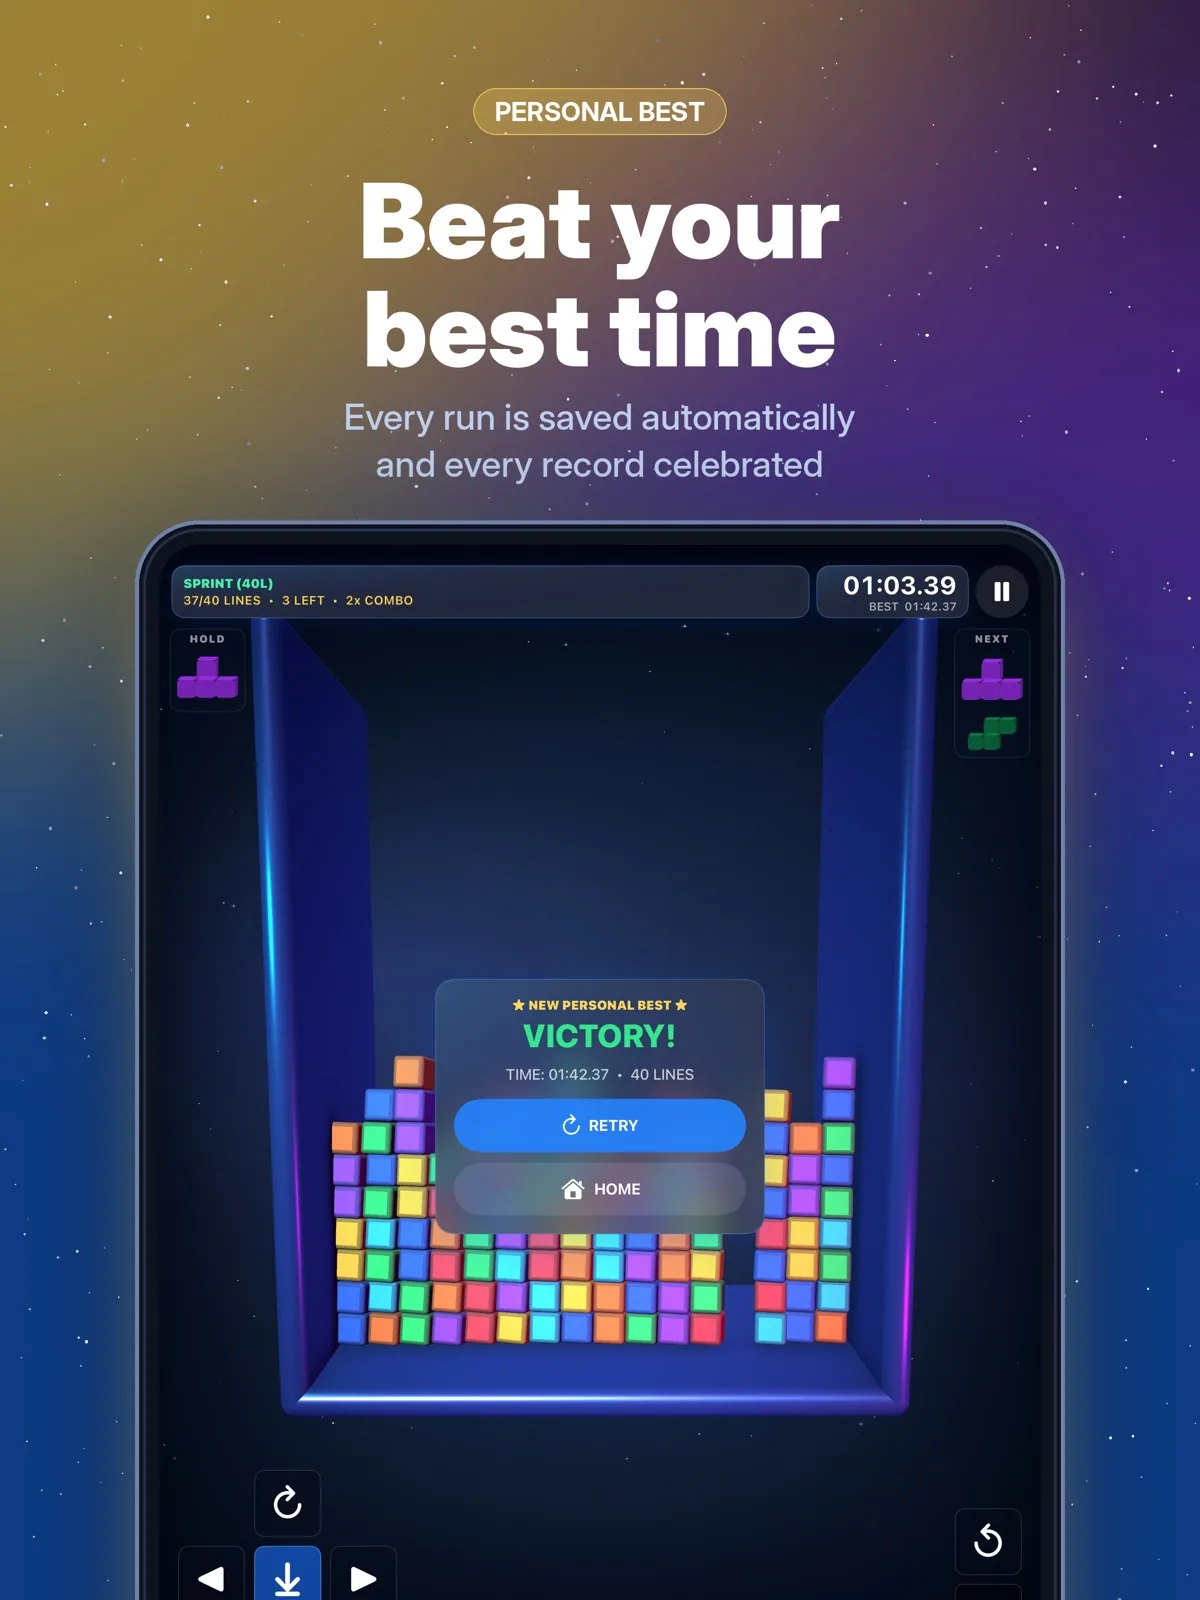 PERSONAL BEST
Beat your
best time
Every run is saved automatically
and every record celebrated
SPRINT (40L)
37/40 LINES • 3 LEFT • 2x COMBO
01:03.39
BEST 01:42.37
HOLD
NEXT
★ NEW PERSONAL BEST ★
VICTORY!
TIME: 01:42.37 • 40 LINES
RETRY
HOME